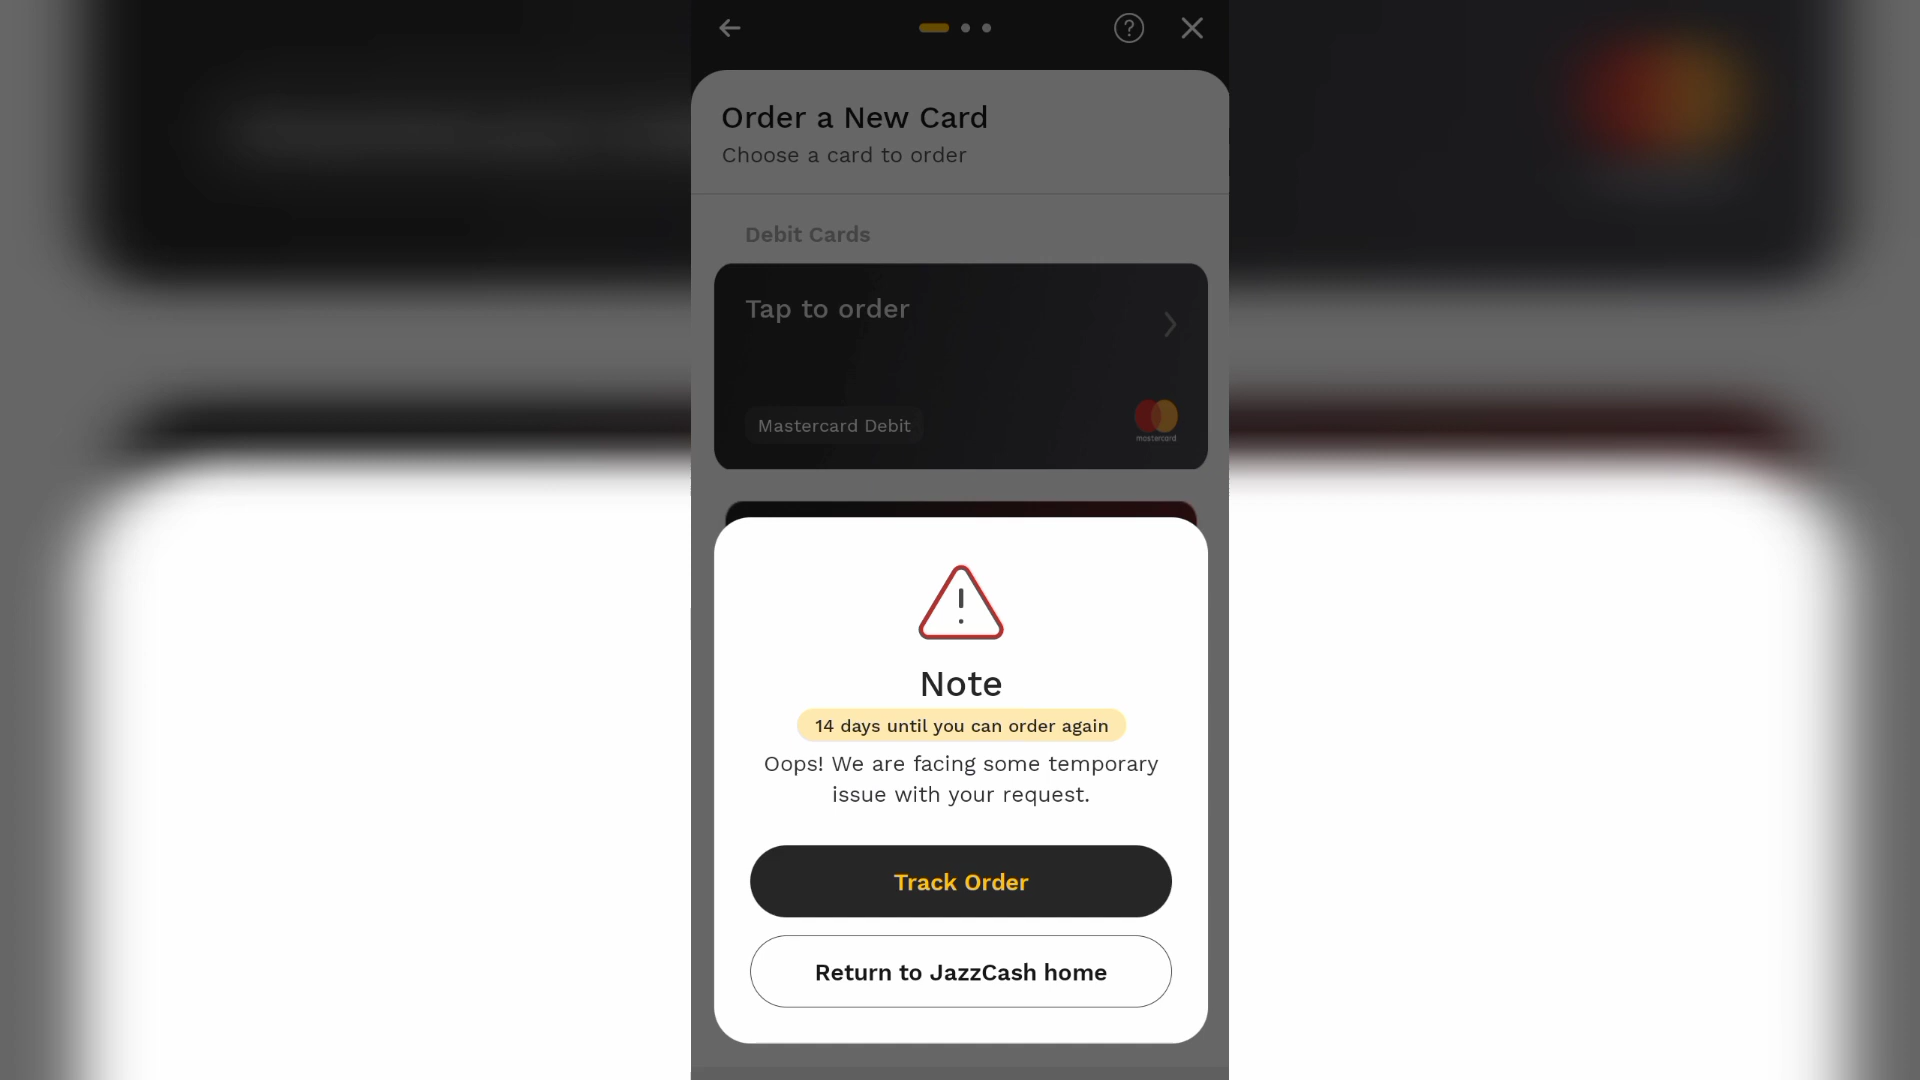 Order a New Card
Choose a card to order
Debit Cards
Tap to order
Mastercard Debit
mastercard
Note
14 days until you can order again
Oops! We are facing some temporary
issue with your request.
Track Order
Return to JazzCash home